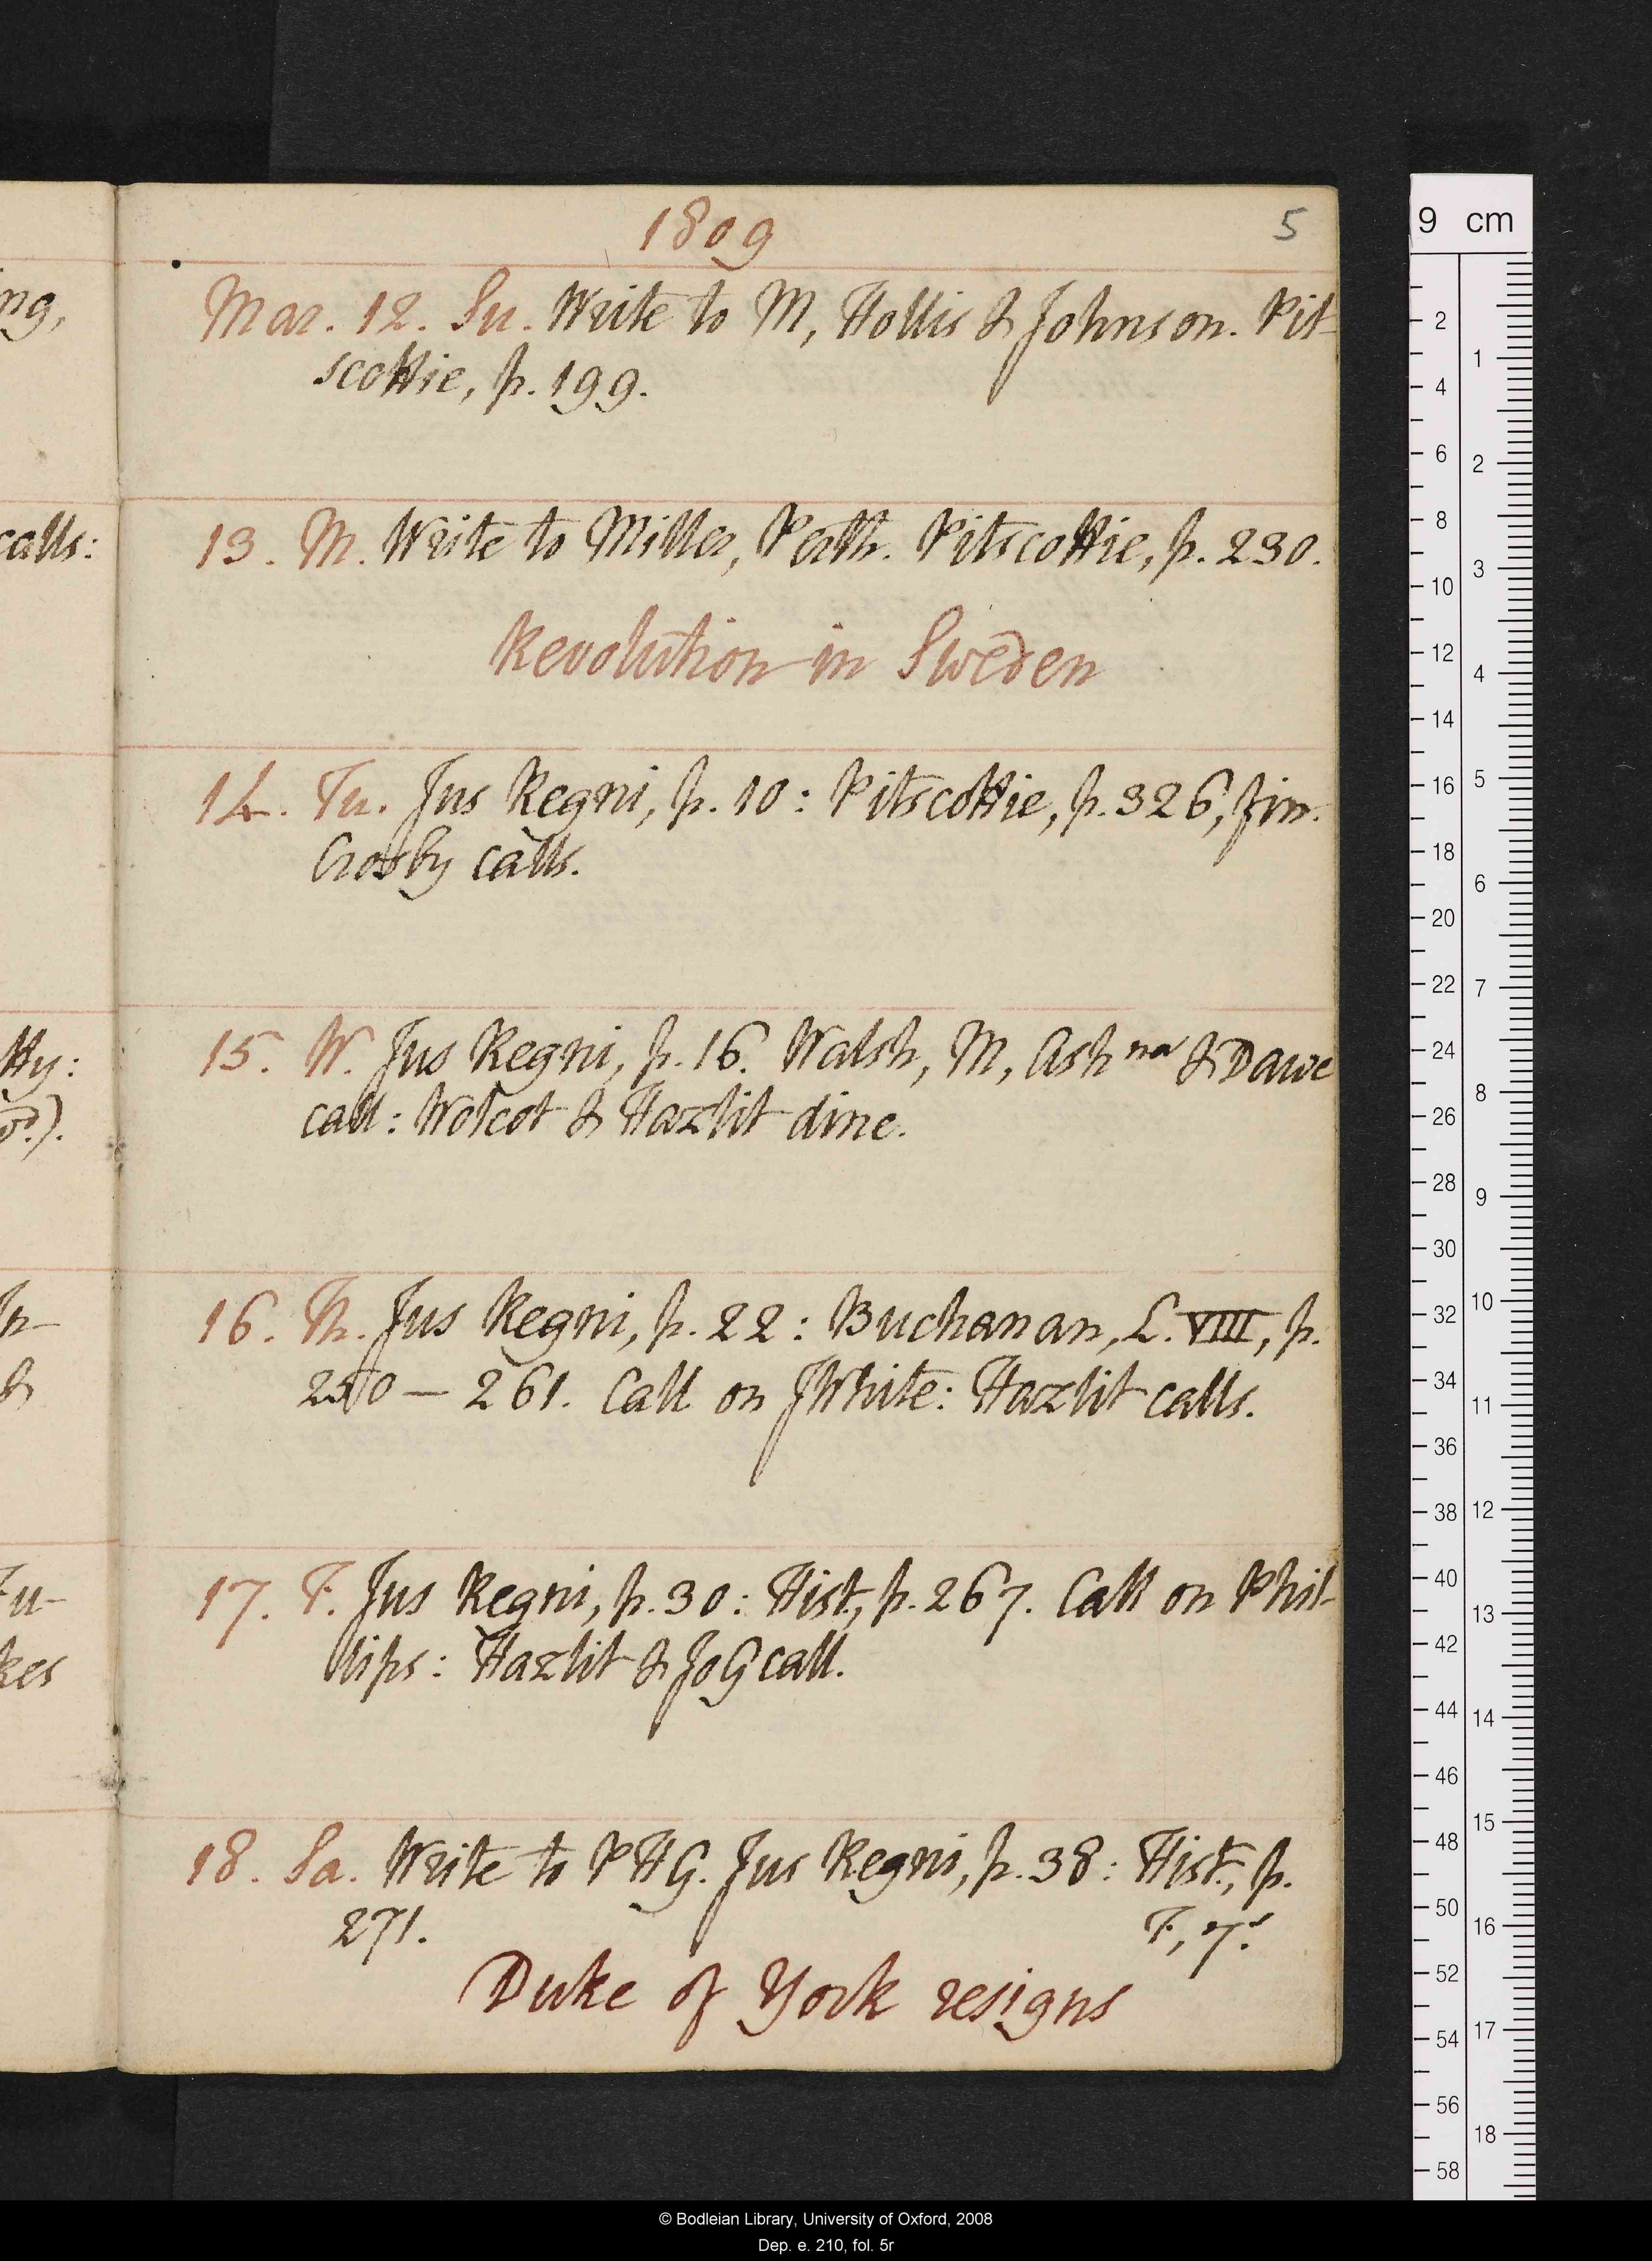 1809
5
Mar. 12. Su. Write to M, Hollis & Johnson. Pit-
scottie, p. 199.
13. M. Write to Miller, Perth. Pitscottie, p. 230.
Revolution in Sweden
14. Tu. Jus Regni, p. 10: Pitscottie, p. 326, fin.
Crosby calls.
15. W. Jus Regni, p. 16. Walsh, M, Ashna & Dawe
call: Wolcot & Hazlit dine.
16. Th. Jus Regni, p. 22: Buchanan, L. VIII, p.
250 — 261. Call on JWhite: Hazlit calls.
17. F. Jus Regni, p. 30: Hist., p. 267. Call on Phil-
llips: Hazlit & JoG call.
18. Sa. Write to PHG. Jus Regni, p. 38: Hist., p.
271.
F, 7.s
Duke of York resigns
ng,
calls:
tty:
&
Fu-
kes
9 cm
2
4
6
8
10
12
14
16
18
20
22
24
26
28
30
32
34
36
38
40
42
44
46
48
50
52
54
56
58
1
2
3
4
5
6
7
8
9
10
11
12
13
14
15
16
17
18
© Bodleian Library, University of Oxford, 2008
Dep. e. 210, fol. 5r